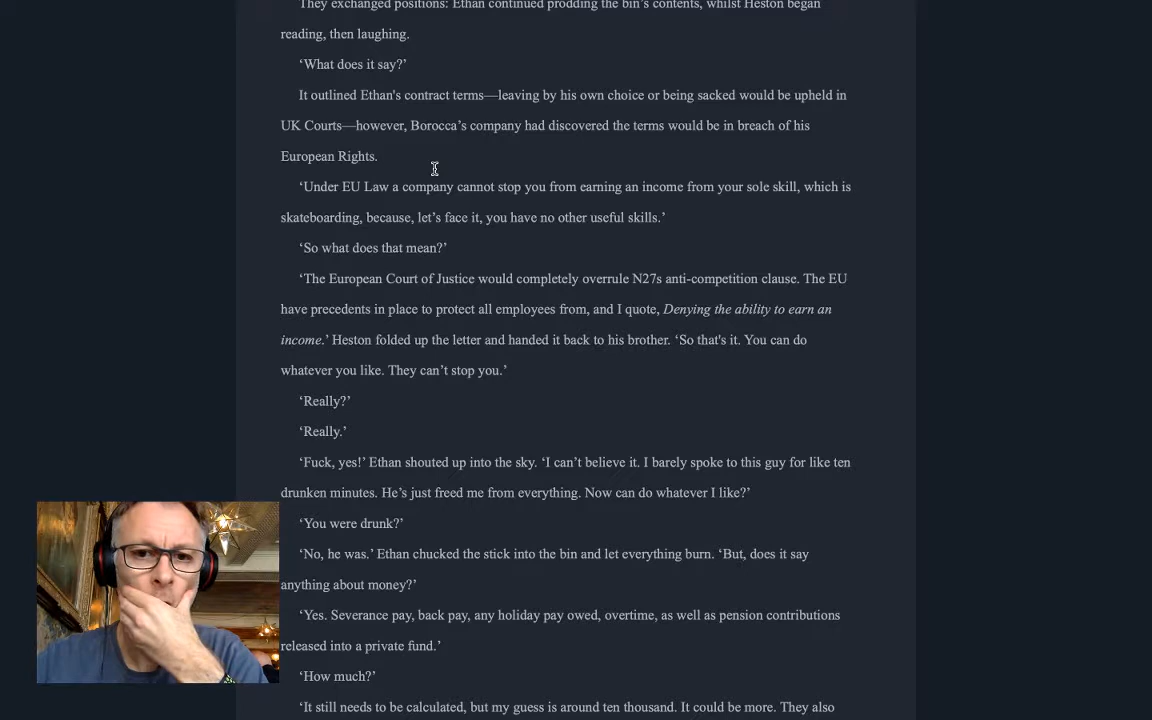 They exchanged positions: Ethan continued prodding the bin’s contents, whilst Heston began
reading, then laughing.
‘What does it say?’
It outlined Ethan's contract terms—leaving by his own choice or being sacked would be upheld in
UK Courts—however, Borocca’s company had discovered the terms would be in breach of his
European Rights.
‘Under EU Law a company cannot stop you from earning an income from your sole skill, which is
skateboarding, because, let’s face it, you have no other useful skills.’
‘So what does that mean?’
‘The European Court of Justice would completely overrule N27s anti-competition clause. The EU
have precedents in place to protect all employees from, and I quote, Denying the ability to earn an
income.’ Heston folded up the letter and handed it back to his brother. ‘So that's it. You can do
whatever you like. They can’t stop you.’
‘Really?’
‘Really.’
‘Fuck, yes!’ Ethan shouted up into the sky. ‘I can’t believe it. I barely spoke to this guy for like ten
drunken minutes. He’s just freed me from everything. Now can do whatever I like?’
‘You were drunk?’
‘No, he was.’ Ethan chucked the stick into the bin and let everything burn. ‘But, does it say
anything about money?’
‘Yes. Severance pay, back pay, any holiday pay owed, overtime, as well as pension contributions
released into a private fund.’
‘How much?’
‘It still needs to be calculated, but my guess is around ten thousand. It could be more. They also